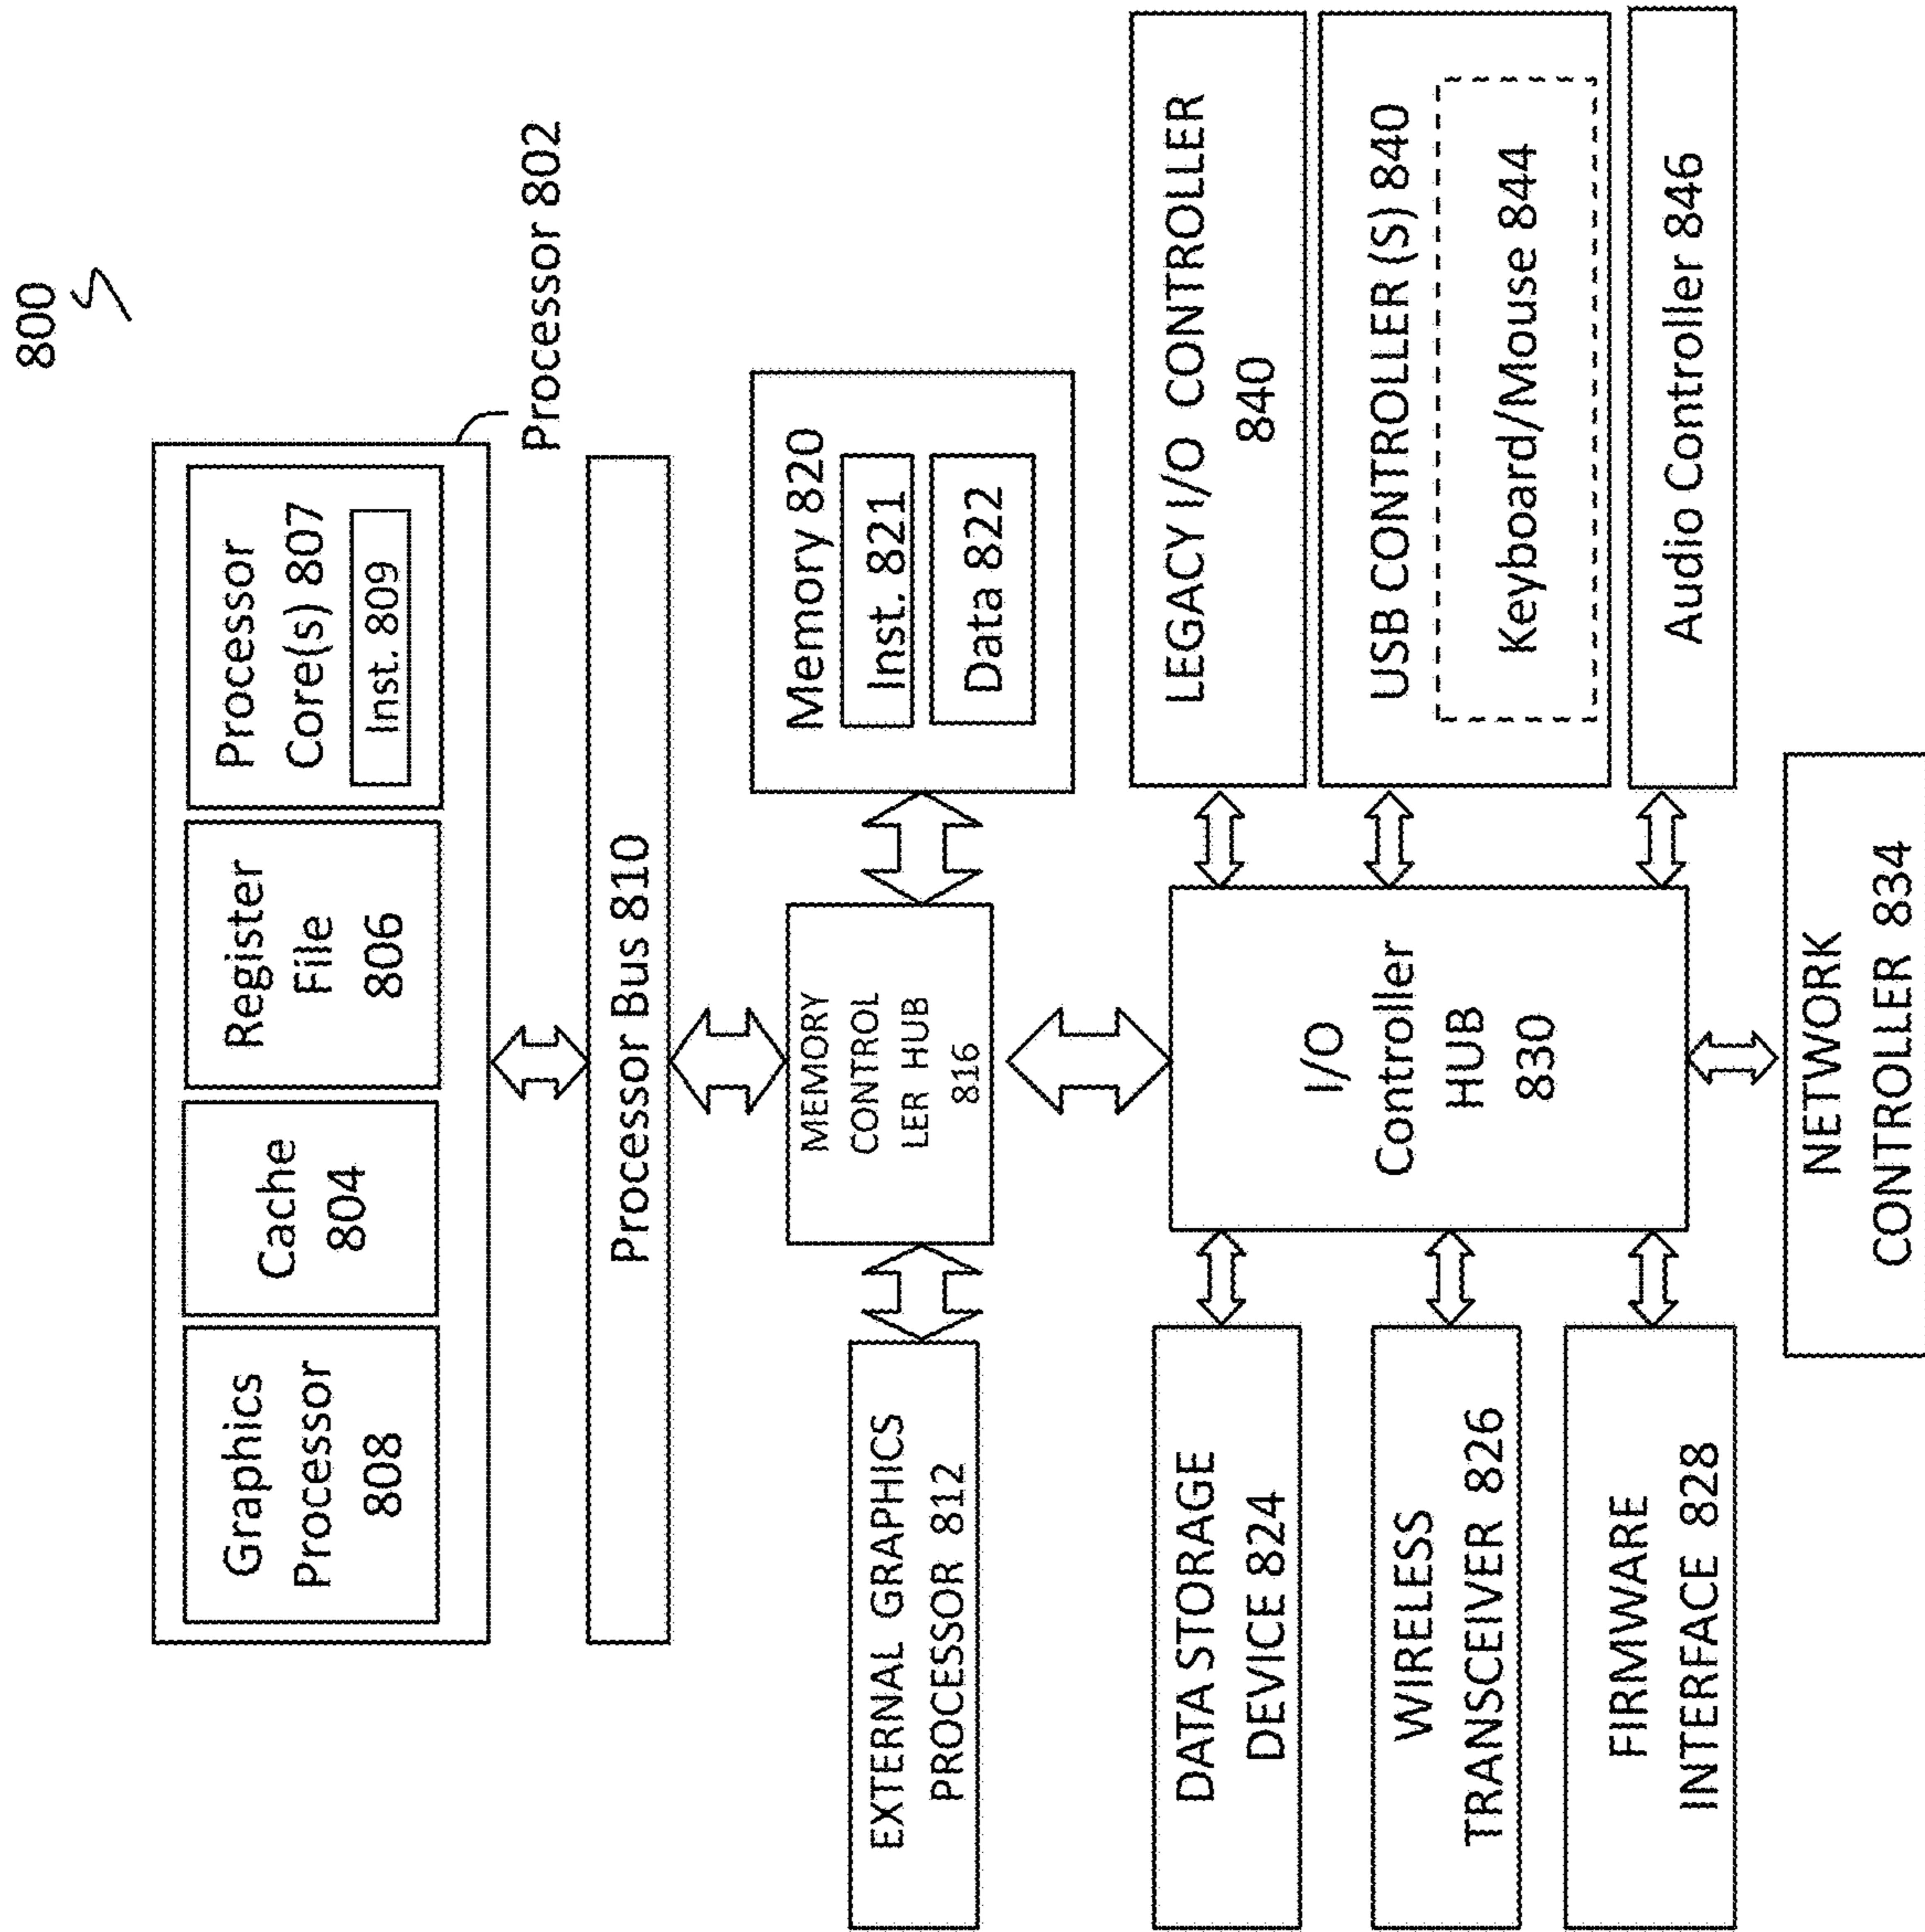 800
Processor 802
Graphics
Processor
808
Cache
804
Register
File
806
Processor
Core(s) 807
Inst. 809
Processor Bus 810
EXTERNAL GRAPHICS
PROCESSOR 812
MEMORY
CONTROL
LER HUB
816
Memory 820
Inst. 821
Data 822
DATA STORAGE
DEVICE 824
WIRELESS
TRANSCEIVER 826
FIRMWARE
INTERFACE 828
I/O
Controller
HUB
830
LEGACY I/O CONTROLLER
840
USB CONTROLLER (S) 840
Keyboard/Mouse 844
Audio Controller 846
NETWORK
CONTROLLER 834